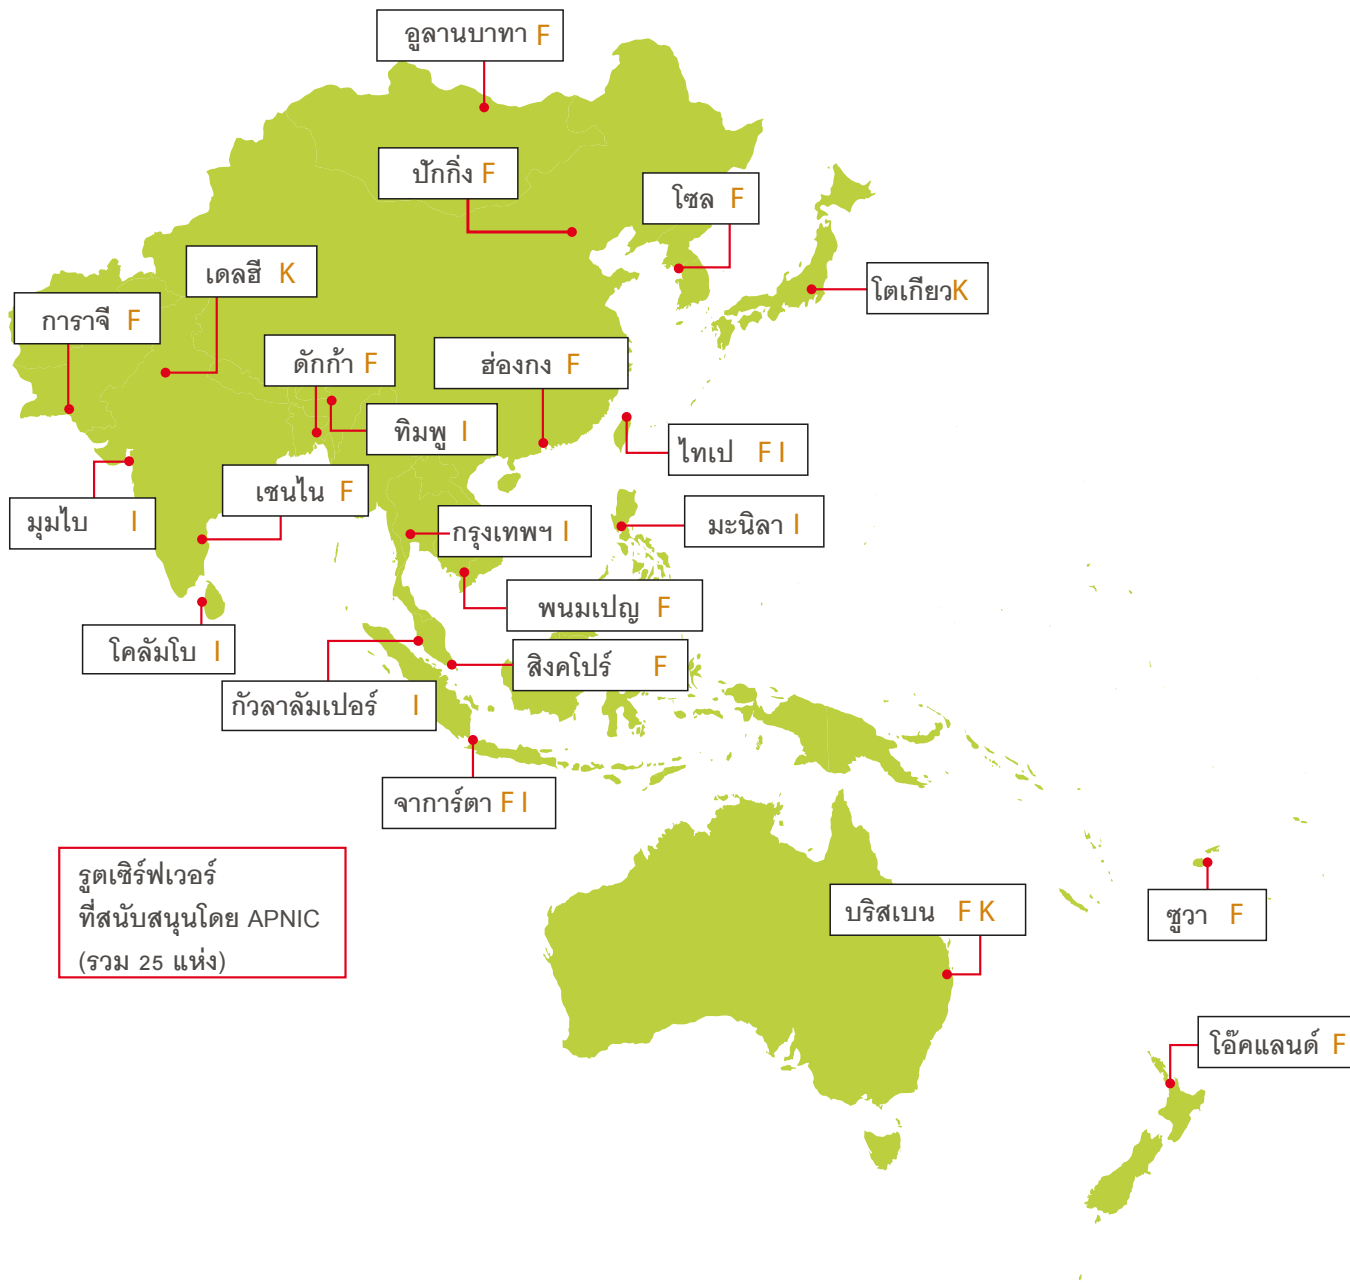 อูลานบาทา F
ปักกิ่ง F
โซล F
เดลฮี K
โตเกียวK
การาจี F
ดักก้า F
ฮ่องกง F
ทิมพู I
ไทเป F I
เชนไน F
มุมไบ I
กรุงเทพฯ I
มะนิลา I
พนมเปญ F
โคลัมโบ I
สิงคโปร์ F
กัวลาลัมเปอร์ I
จาการ์ตา F I
รูตเซิร์ฟเวอร์
ที่สนับสนุนโดย APNIC
(รวม 25 แห่ง)
บริสเบน F K
ซูวา F
โอ๊คแลนด์ F